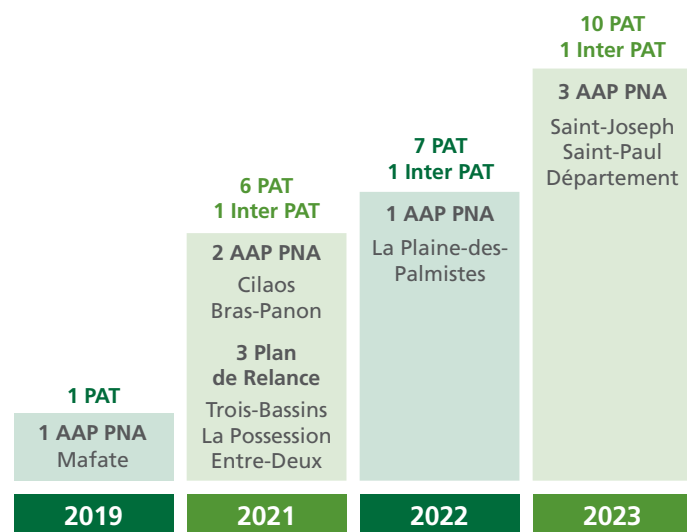 1 PAT
1 AAP PNA
Mafate
2019
6 PAT
1 Inter PAT
2 AAP PNA
Cilaos
Bras-Panon
3 Plan
de Relance
Trois-Bassins
La Possession
Entre-Deux
2021
7 PAT
1 Inter PAT
1 AAP PNA
La Plaine-des-
Palmistes
2022
10 PAT
1 Inter PAT
3 AAP PNA
Saint-Joseph
Saint-Paul
Département
2023